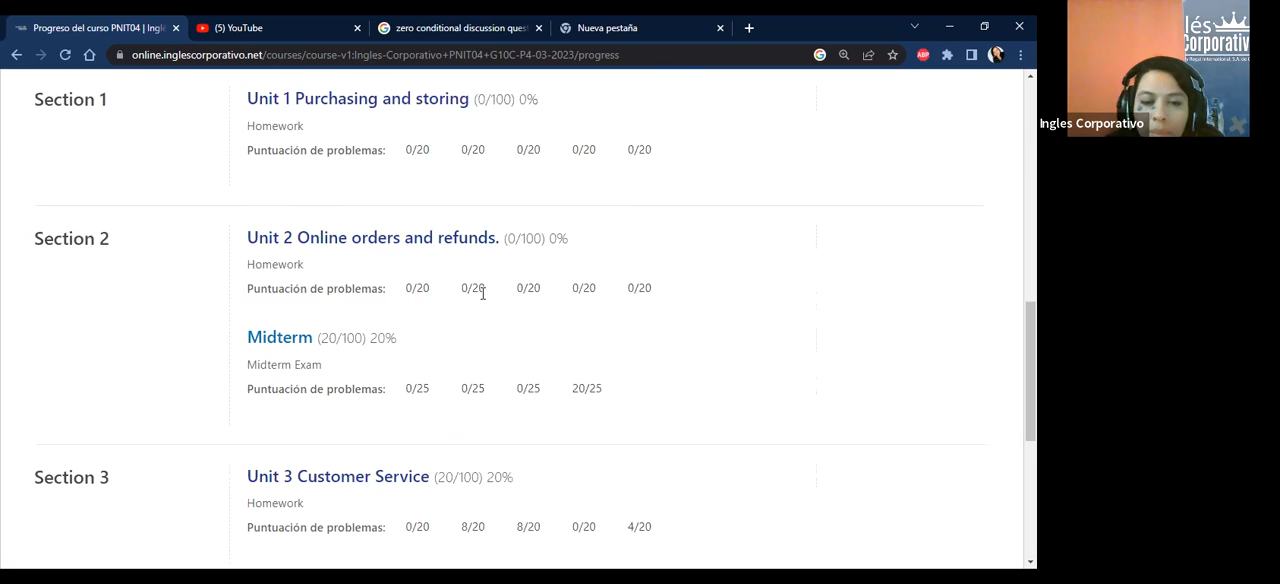 Progreso del curso PNIT04 | Inglé
(5) YouTube
zero conditional discussion ques
Nueva pestaña
online.inglescorporativo.net/courses/course-v1:Ingles-Corporativo+PNIT04+G10C-P4-03-2023/progress
Section 1
Unit 1 Purchasing and storing (0/100) 0%
Homework
Puntuación de problemas: 0/20 0/20 0/20 0/20 0/20
Section 2
Unit 2 Online orders and refunds. (0/100) 0%
Homework
Puntuación de problemas: 0/20 0/20 0/20 0/20 0/20
Midterm (20/100) 20%
Midterm Exam
Puntuación de problemas: 0/25 0/25 0/25 20/25
Section 3
Unit 3 Customer Service (20/100) 20%
Homework
Puntuación de problemas: 0/20 8/20 8/20 0/20 4/20
ABP
lés
Corporativ
Ingles Corporativo